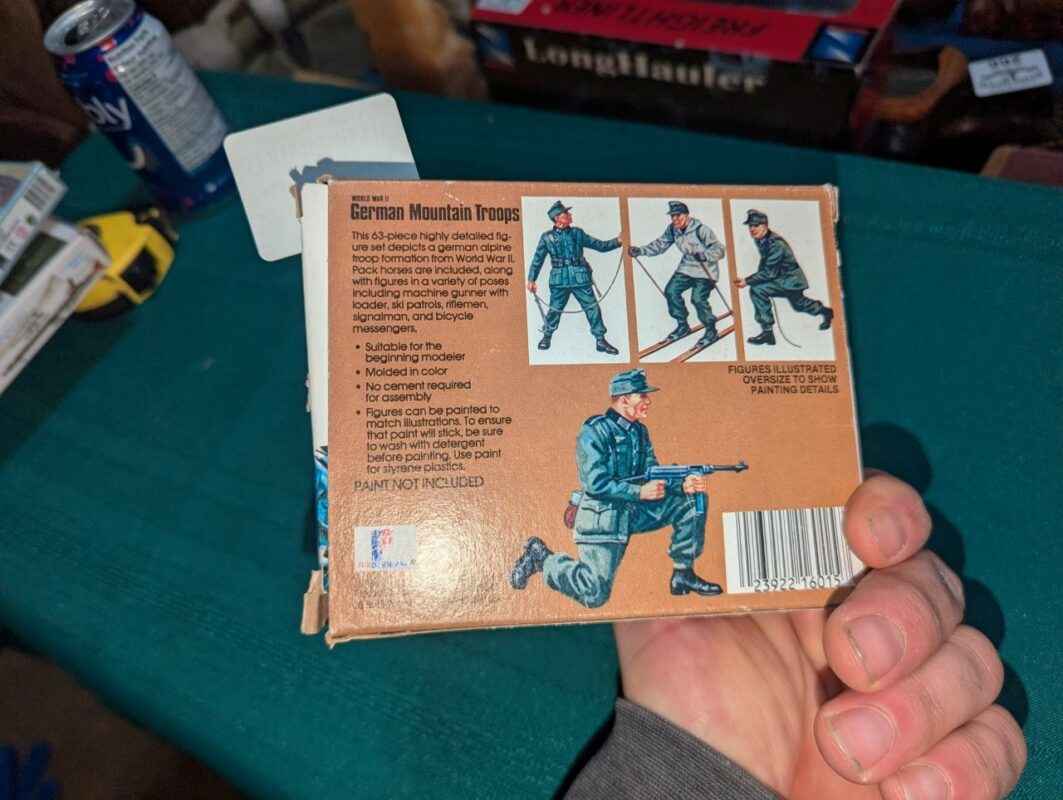 FREIGHTLINER
LongHauler
WORLD WAR II
German Mountain Troops
This 63-piece highly detailed fig-
ure set depicts a german alpine
troop formation from World War II.
Pack horses are included, along
with figures in a variety of poses
including machine gunner with
loader, ski patrols, riflemen,
signalman, and bicycle
messengers.
• Suitable for the
beginning modeler
• Molded in color
• No cement required
for assembly
• Figures can be painted to
match illustrations. To ensure
that paint will stick, be sure
to wash with detergent
before painting. Use paint
for styrene plastics.
PAINT NOT INCLUDED
FIGURES ILLUSTRATED
OVERSIZE TO SHOW
PAINTING DETAILS
23922 16015